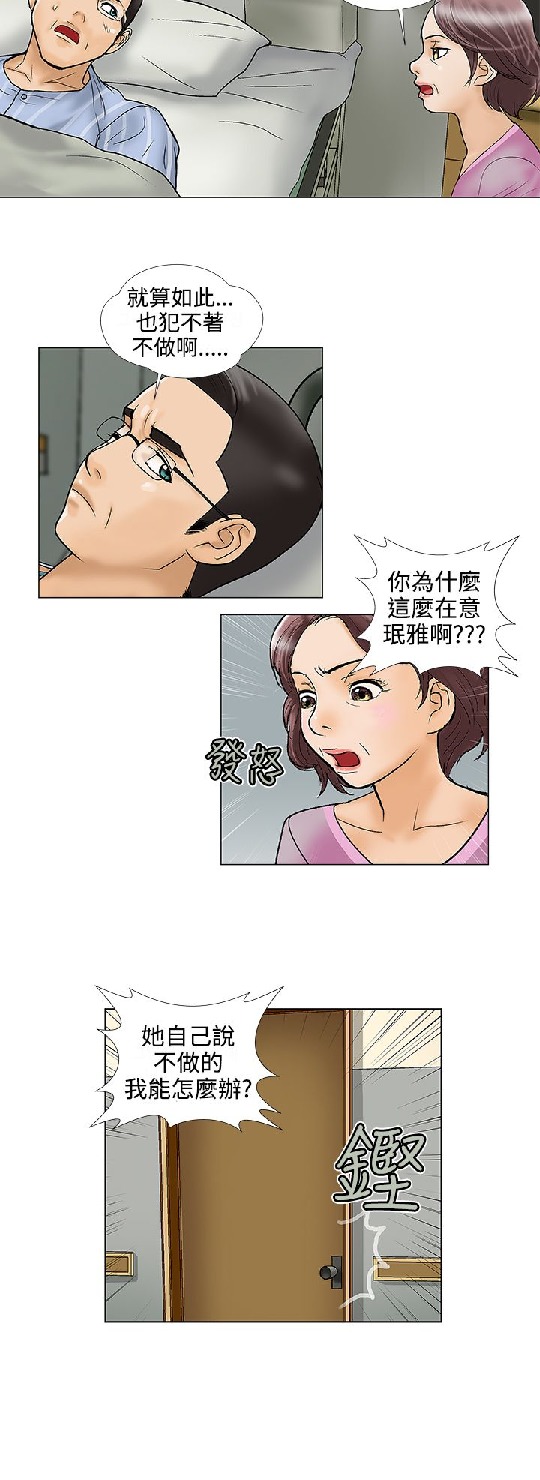 就算如此...
也犯不著
不做啊.....
你為什麼
這麼在意
珉雅啊???
發怒
她自己說
不做的
我能怎麼辦?
鏗